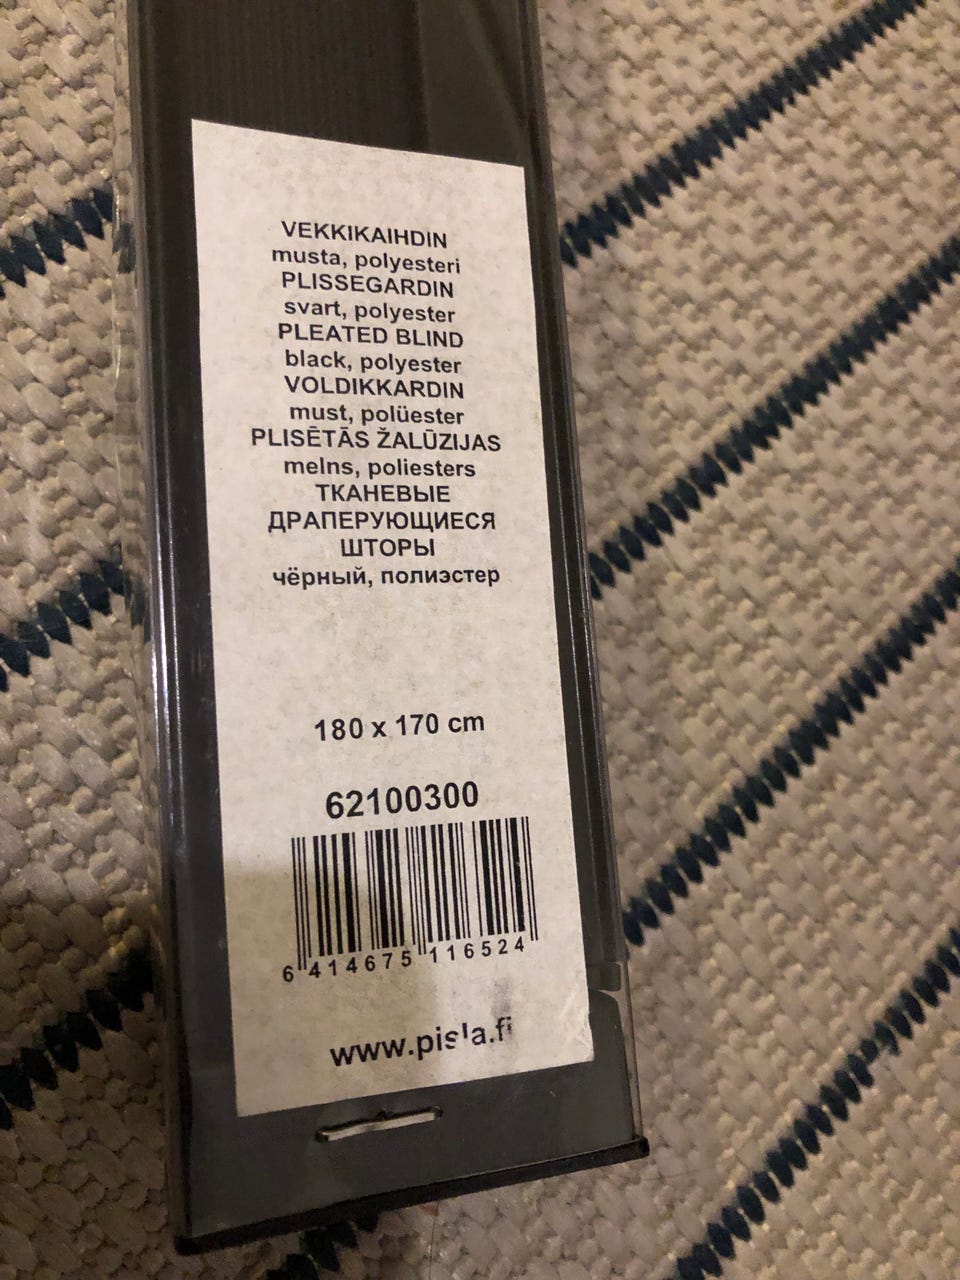 VEKKIKAIHDIN
musta, polyesteri
PLISSEGARDIN
svart, polyester
PLEATED BLIND
black, polyester
VOLDIKKARDIN
must, polüester
PLISĒTĀS ŽALŪZIJAS
melns, poliesters
ТКАНЕВЫЕ
ДРАПЕРУЮЩИЕСЯ
ШТОРЫ
чёрный, полиэстер
180 x 170 cm
62100300
6 414675 116524
www.pisla.fi